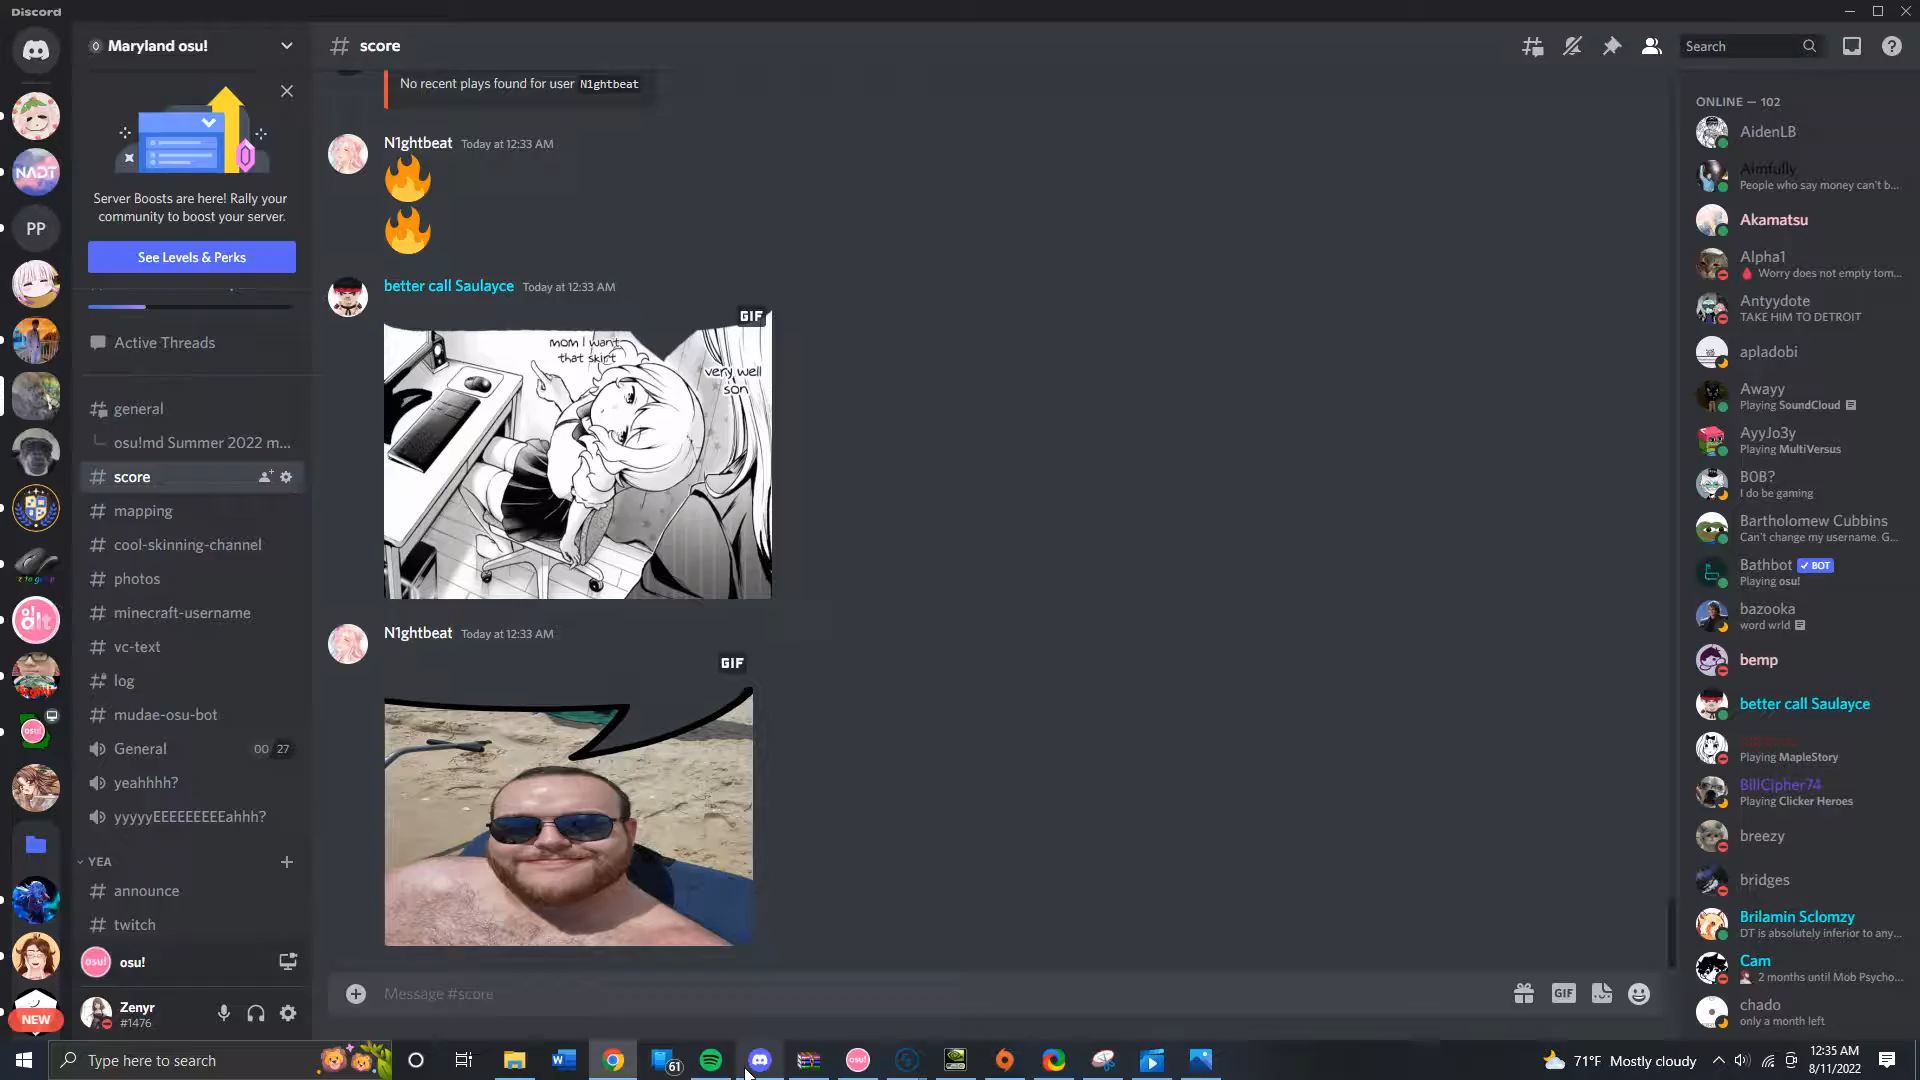 Discord
Maryland osu!
Server Boosts are here! Rally your
community to boost your server.
See Levels & Perks
Active Threads
general
osu!md Summer 2022 m...
score
mapping
cool-skinning-channel
photos
minecraft-username
vc-text
log
mudae-osu-bot
General 00 27
yeahhhh?
yyyyyEEEEEEEEEahhh?
YEA
announce
twitch
osu!
Zenyr
#1476
NADT
PP
NEW
# score
Search
No recent plays found for user N1ghtbeat
N1ghtbeat Today at 12:33 AM
better call Saulayce Today at 12:33 AM
GIF
mom I want
that skirt
very well
son
N1ghtbeat Today at 12:33 AM
GIF
Message #score
GIF
ONLINE — 102
AidenLB
Aimfully
People who say money can't b...
Akamatsu
Alpha1
Worry does not empty tom...
Antyydote
TAKE HIM TO DETROIT
apladobi
Awayy
Playing SoundCloud
AyyJo3y
Playing MultiVersus
BOB?
I do be gaming
Bartholomew Cubbins
Can't change my username. G...
Bathbot BOT
Playing osu!
bazooka
word wrld
bemp
better call Saulayce
Playing MapleStory
BillCipher74
Playing Clicker Heroes
breezy
bridges
Brilamin Sclomzy
DT is absolutely inferior to any...
Cam
2 months until Mob Psycho...
chado
only a month left
Type here to search
61
osu!
71°F Mostly cloudy
12:35 AM
8/11/2022